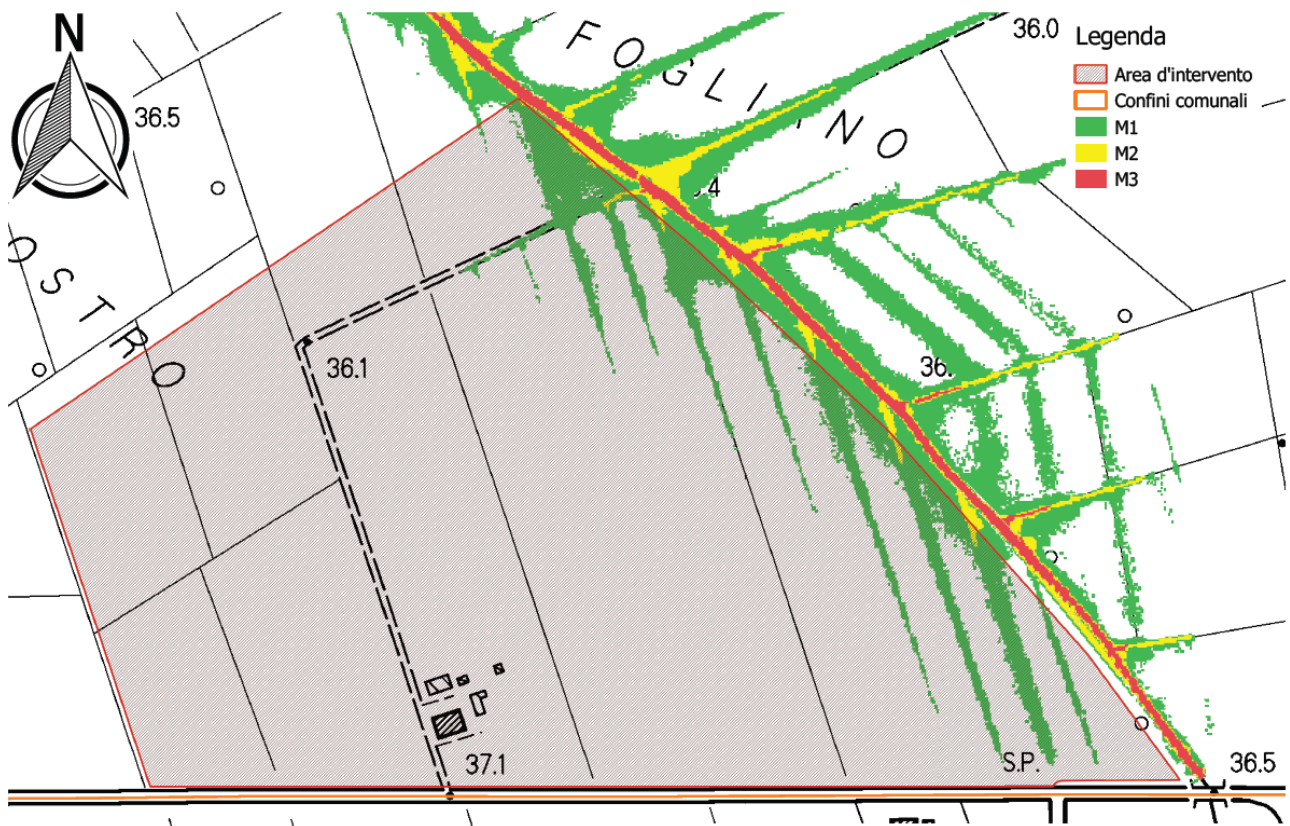 N
FOGLINO
36.0
Legenda
Area d'intervento
Confini comunali
M1
M2
M3
36.5
OSTRO
36.1
36.
37.1
S.P.
36.5